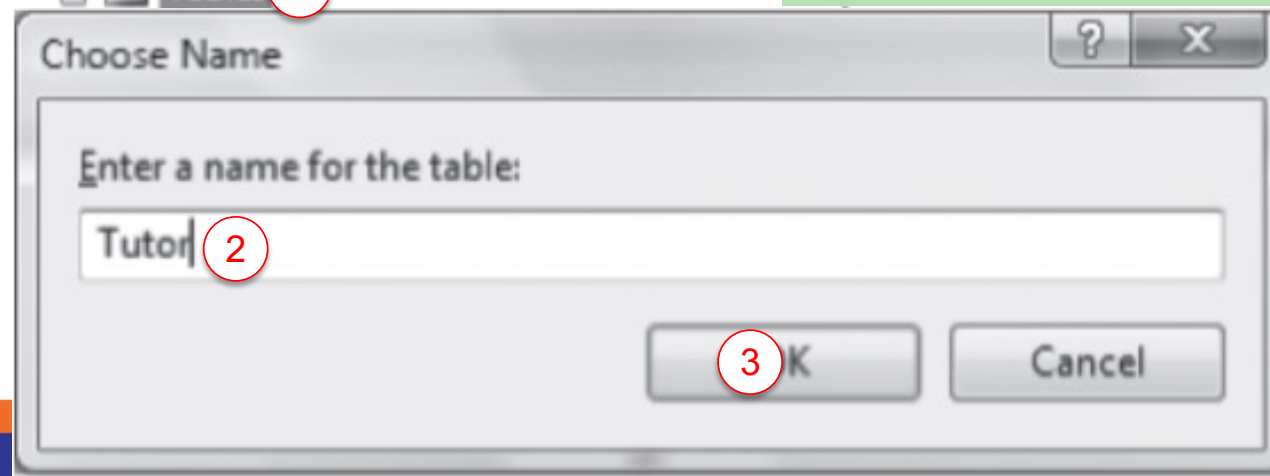 Choose Name
?
X
Enter a name for the table:
Tutor 2
3 K Cancel